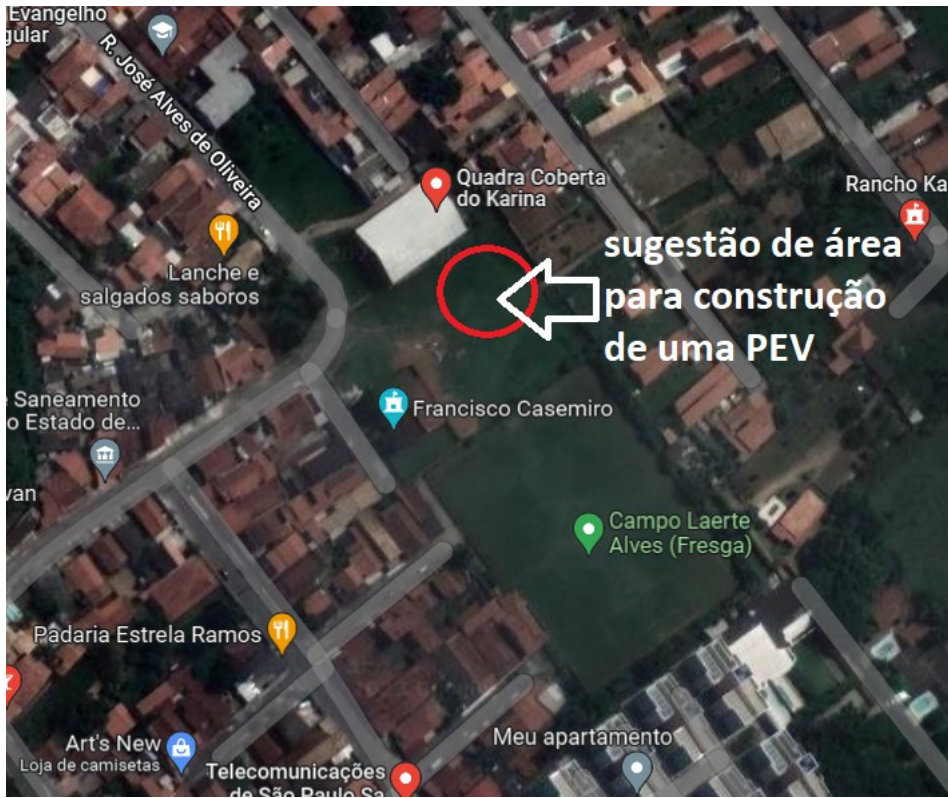 Evangelho
gular
R. José Alves de Oliveira
Quadra Coberta
do Karina
Rancho Ka
Lanche e
salgados saboros
sugestão de área
para construção
de uma PEV
e Saneamento
o Estado de...
Francisco Casemiro
van
Campo Laerte
Alves (Fresga)
Padaria Estrela Ramos
Meu apartamento
Art's New
Loja de camisetas
Telecomunicações
de São Paulo Sa